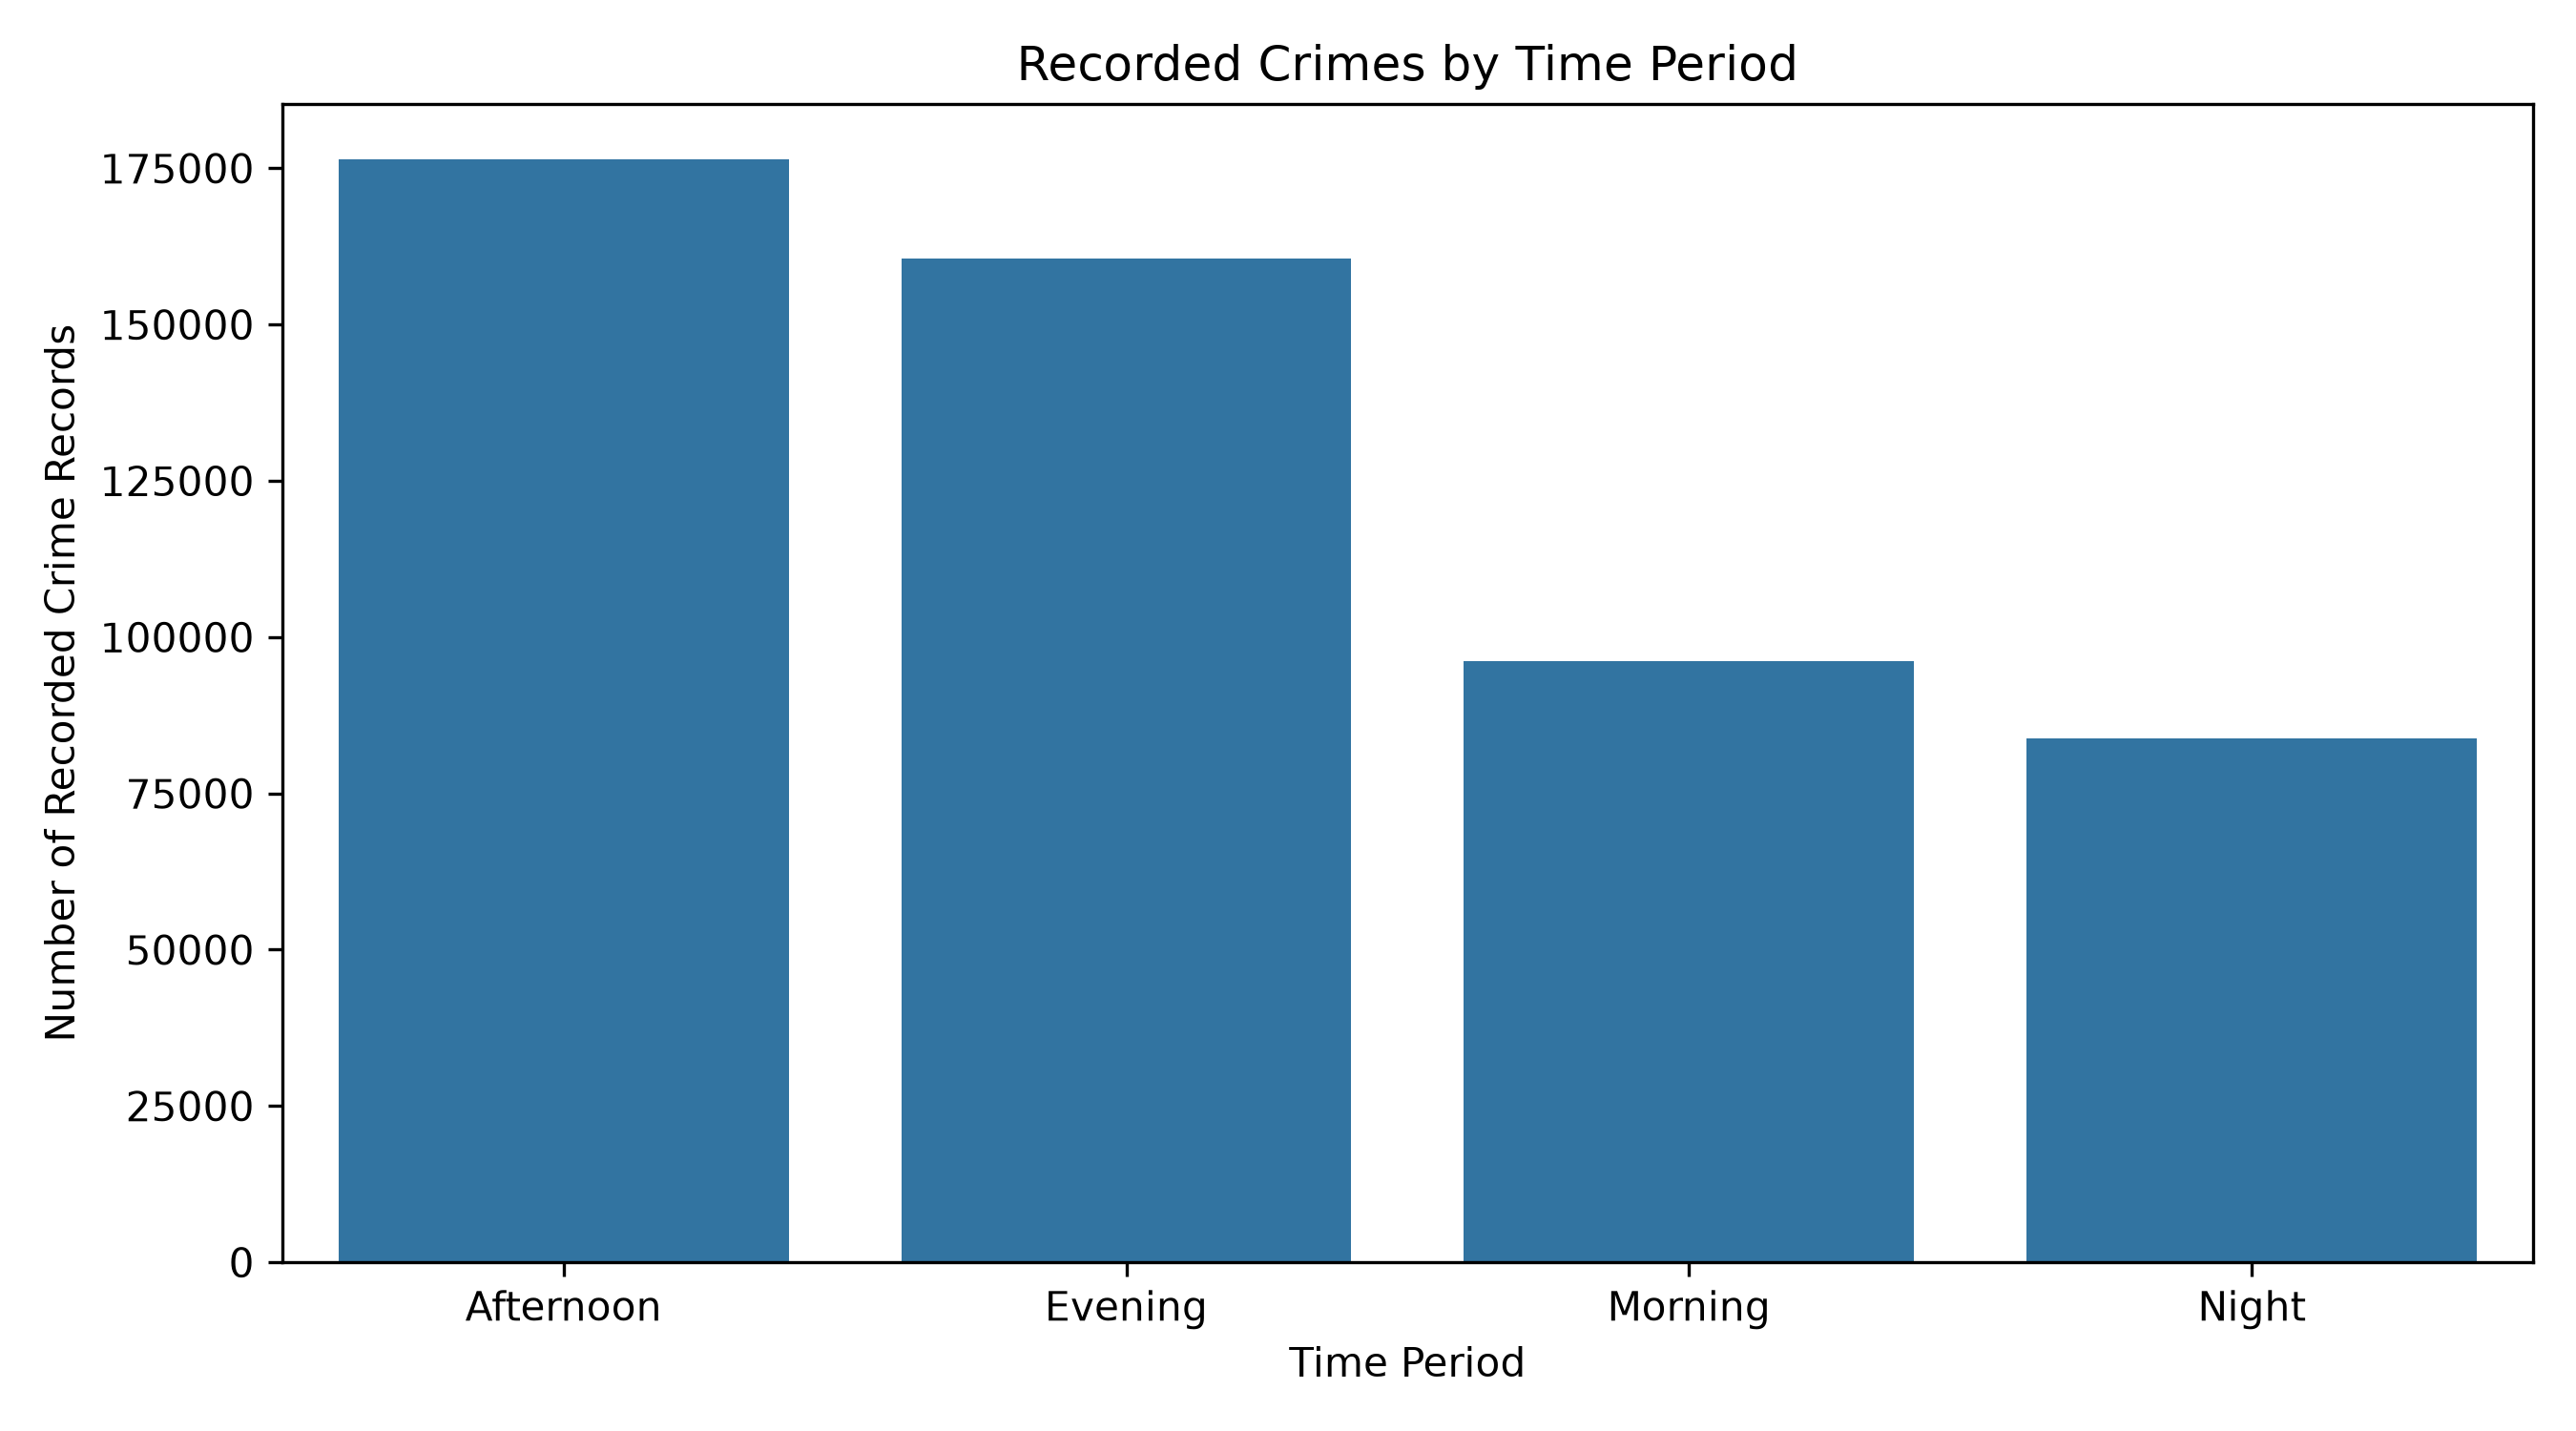 Recorded Crimes by Time Period
Number of Recorded Crime Records
175000
150000
125000
100000
75000
50000
25000
0
Afternoon Evening Morning Night
Time Period